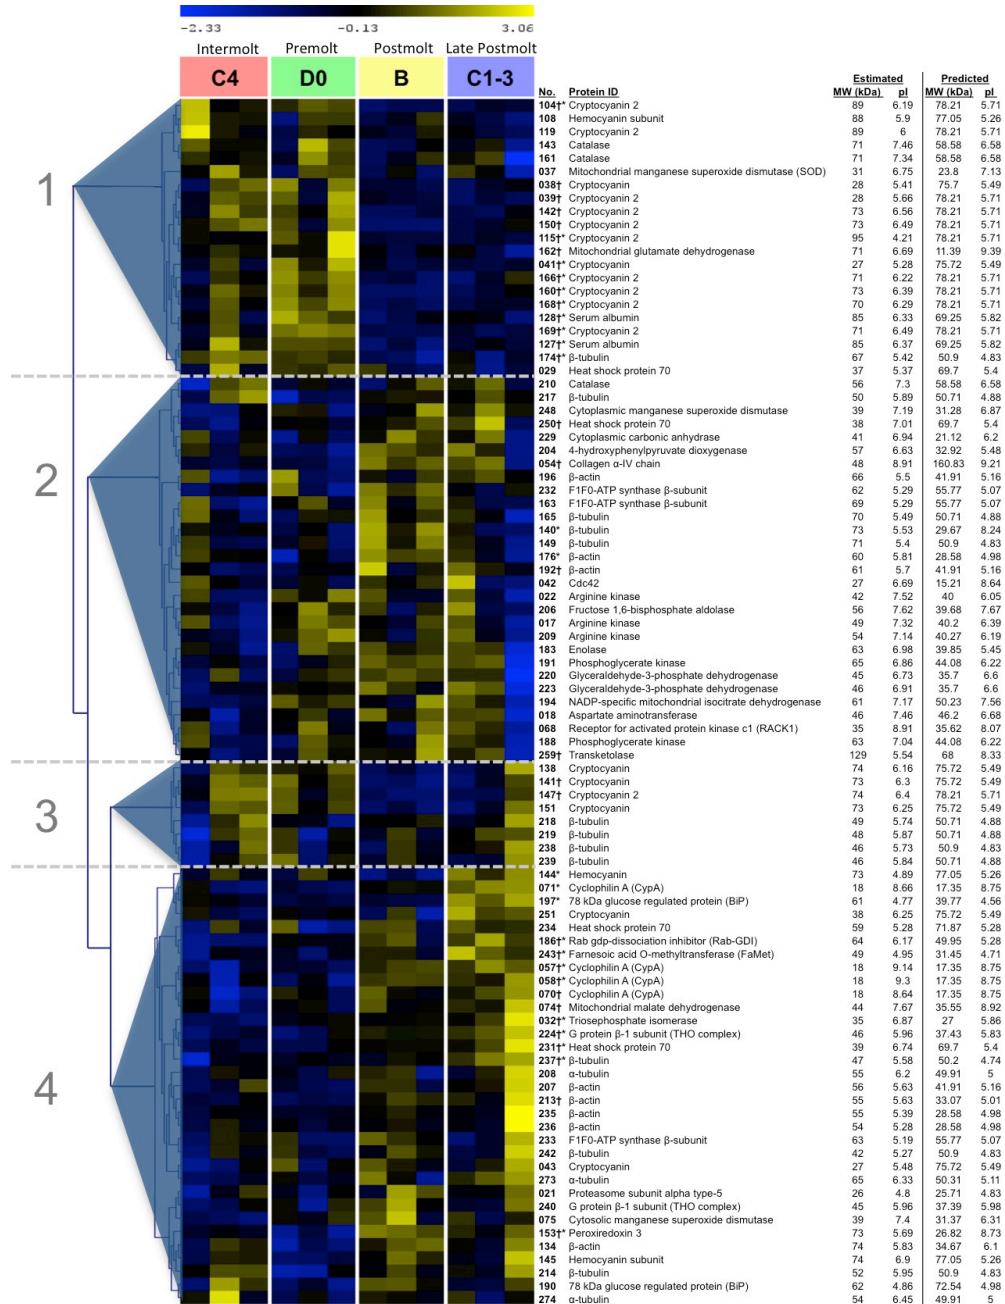 -2.33 -0.13 3.06
Intermolt Premolt Postmolt Late Postmolt
C4 D0 B C1-3
Estimated Predicted
No. Protein ID MW (kDa) pI MW (kDa) pI
1
104†* Cryptocyanin 2 89 6.19 78.21 5.71
108 Hemocyanin subunit 88 5.9 77.05 5.26
119 Cryptocyanin 2 89 6 78.21 5.71
143 Catalase 71 7.46 58.58 6.58
161 Catalase 71 7.34 58.58 6.58
037 Mitochondrial manganese superoxide dismutase (SOD) 31 6.75 23.8 7.13
038† Cryptocyanin 28 5.41 75.7 5.49
039† Cryptocyanin 2 28 5.66 78.21 5.71
142† Cryptocyanin 2 73 6.56 78.21 5.71
150† Cryptocyanin 2 73 6.49 78.21 5.71
115†* Cryptocyanin 2 95 4.21 78.21 5.71
162† Mitochondrial glutamate dehydrogenase 71 6.69 11.39 9.39
041†* Cryptocyanin 27 5.28 75.72 5.49
166†* Cryptocyanin 2 71 6.22 78.21 5.71
160†* Cryptocyanin 2 73 6.39 78.21 5.71
168†* Cryptocyanin 2 70 6.29 78.21 5.71
128†* Serum albumin 85 6.33 69.25 5.82
169†* Cryptocyanin 2 71 6.49 78.21 5.71
127†* Serum albumin 85 6.37 69.25 5.82
174†* β-tubulin 67 5.42 50.9 4.83
029 Heat shock protein 70 37 5.37 69.7 5.4
2
210 Catalase 56 7.3 58.58 6.58
217 β-tubulin 50 5.89 50.71 4.88
248 Cytoplasmic manganese superoxide dismutase 39 7.19 31.28 6.87
250† Heat shock protein 70 38 7.01 69.7 5.4
229 Cytoplasmic carbonic anhydrase 41 6.94 21.12 6.2
204 4-hydroxyphenylpyruvate dioxygenase 57 6.63 32.92 5.48
054† Collagen α-IV chain 48 8.91 160.83 9.21
196 β-actin 66 5.5 41.91 5.16
232 F1F0-ATP synthase β-subunit 62 5.29 55.77 5.07
163 F1F0-ATP synthase β-subunit 69 5.29 55.77 5.07
165 β-tubulin 70 5.49 50.71 4.88
140* β-tubulin 73 5.53 29.67 8.24
149 β-tubulin 71 5.4 50.9 4.83
176* β-actin 60 5.81 28.58 4.98
192† β-actin 61 5.7 41.91 5.16
042 Cdc42 27 6.69 15.21 8.64
022 Arginine kinase 42 7.52 40 6.05
206 Fructose 1,6-bisphosphate aldolase 56 7.62 39.68 7.67
017 Arginine kinase 49 7.32 40.2 6.39
209 Arginine kinase 54 7.14 40.27 6.19
183 Enolase 63 6.98 39.85 5.45
191 Phosphoglycerate kinase 65 6.86 44.08 6.22
220 Glyceraldehyde-3-phosphate dehydrogenase 45 6.73 35.7 6.6
223 Glyceraldehyde-3-phosphate dehydrogenase 46 6.91 35.7 6.6
194 NADP-specific mitochondrial isocitrate dehydrogenase 61 7.17 50.23 7.56
018 Aspartate aminotransferase 46 7.46 46.2 6.68
068 Receptor for activated protein kinase c1 (RACK1) 35 8.91 35.62 8.07
188 Phosphoglycerate kinase 63 7.04 44.08 6.22
259† Transketolase 129 5.54 68 8.33
3
138 Cryptocyanin 74 6.16 75.72 5.49
141† Cryptocyanin 73 6.3 75.72 5.49
147† Cryptocyanin 2 74 6.4 78.21 5.71
151 Cryptocyanin 73 6.25 75.72 5.49
218 β-tubulin 49 5.74 50.71 4.88
219 β-tubulin 48 5.87 50.71 4.88
238 β-tubulin 46 5.73 50.9 4.83
239 β-tubulin 46 5.84 50.71 4.88
4
144* Hemocyanin 73 4.89 77.05 5.26
071* Cyclophilin A (CypA) 18 8.66 17.35 8.75
197* 78 kDa glucose regulated protein (BiP) 61 4.77 39.77 4.56
251 Cryptocyanin 38 6.25 75.72 5.49
234 Heat shock protein 70 59 5.28 71.87 5.28
186†* Rab gdp-dissociation inhibitor (Rab-GDI) 64 6.17 49.95 5.28
243†* Farnesoic acid O-methyltransferase (FaMet) 49 4.95 31.45 4.71
057†* Cyclophilin A (CypA) 18 9.14 17.35 8.75
058†* Cyclophilin A (CypA) 18 9.3 17.35 8.75
070† Cyclophilin A (CypA) 18 8.64 17.35 8.75
074† Mitochondrial malate dehydrogenase 44 7.67 35.55 8.92
032†* Triosephosphate isomerase 35 6.87 27 5.86
224†* G protein β-1 subunit (THO complex) 46 5.96 37.43 5.83
231†* Heat shock protein 70 39 6.74 69.7 5.4
237†* β-tubulin 47 5.58 50.2 4.74
208 α-tubulin 55 6.2 49.91 5
207 β-actin 56 5.63 41.91 5.16
213† β-actin 55 5.63 33.07 5.01
235 β-actin 55 5.39 28.58 4.98
236 β-actin 54 5.28 28.58 4.98
233 F1F0-ATP synthase β-subunit 63 5.19 55.77 5.07
242 β-tubulin 42 5.27 50.9 4.83
043 Cryptocyanin 27 5.48 75.72 5.49
273 α-tubulin 65 6.33 50.31 5.11
021 Proteasome subunit alpha type-5 26 4.8 25.71 4.83
240 G protein β-1 subunit (THO complex) 45 5.96 37.39 5.98
075 Cytosolic manganese superoxide dismutase 39 7.4 31.37 6.31
153†* Peroxiredoxin 3 73 5.69 26.82 8.73
134 β-actin 74 5.83 34.67 6.1
145 Hemocyanin subunit 74 6.9 77.05 5.26
214 β-tubulin 52 5.95 50.9 4.83
190 78 kDa glucose regulated protein (BiP) 62 4.86 72.54 4.98
274 α-tubulin 54 6.45 49.91 5